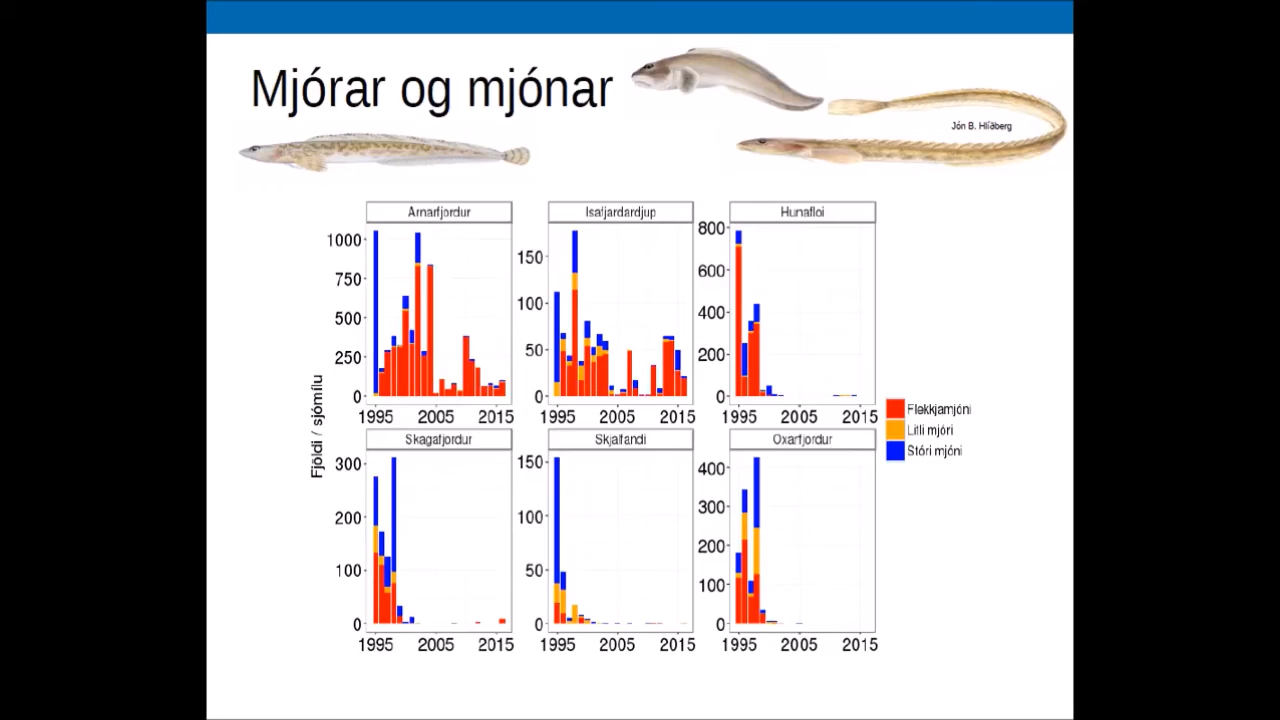 Mjórar og mjónar
Jón B. Hlíðberg
Fjöldi / sjómílu
Arnarfjordur
1000
750
500
250
0
1995 2005 2015
Isafjardardjup
150
100
50
0
1995 2005 2015
Hunafloi
800
600
400
200
0
1995 2005 2015
Skagafjordur
300
200
100
0
1995 2005 2015
Skjalfandi
150
100
50
0
1995 2005 2015
Oxarfjordur
400
300
200
100
0
1995 2005 2015
Flekkjamjóni
Litli mjóri
Stóri mjóni